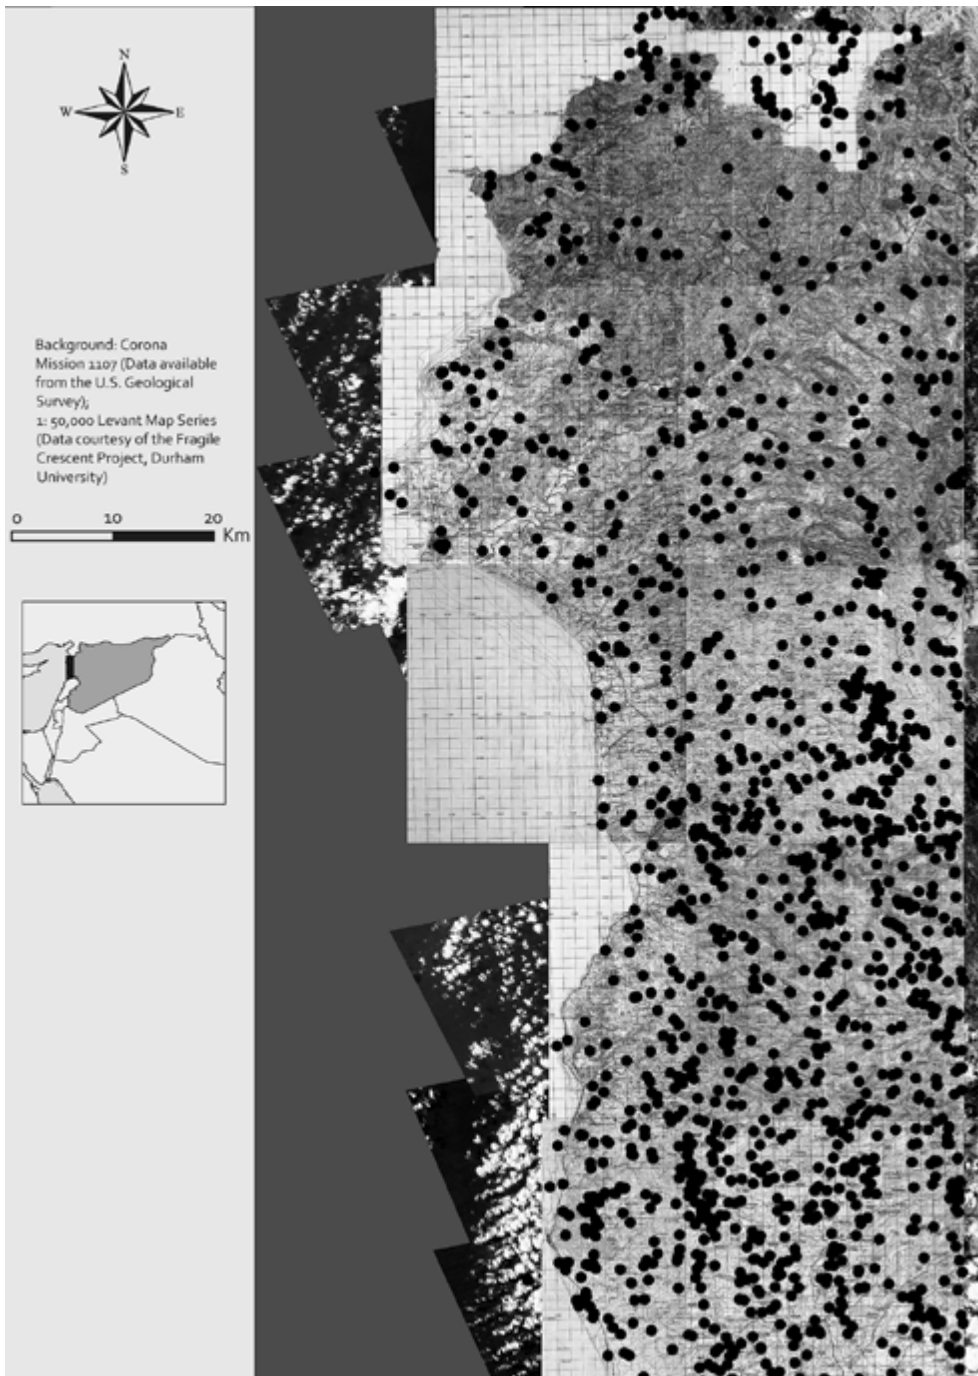 N
W
E
S
Background: Corona
Mission 1107 (Data available
from the U.S. Geological
Survey);
1: 50,000 Levant Map Series
(Data courtesy of the Fragile
Crescent Project, Durham
University)
0 10 20
Km